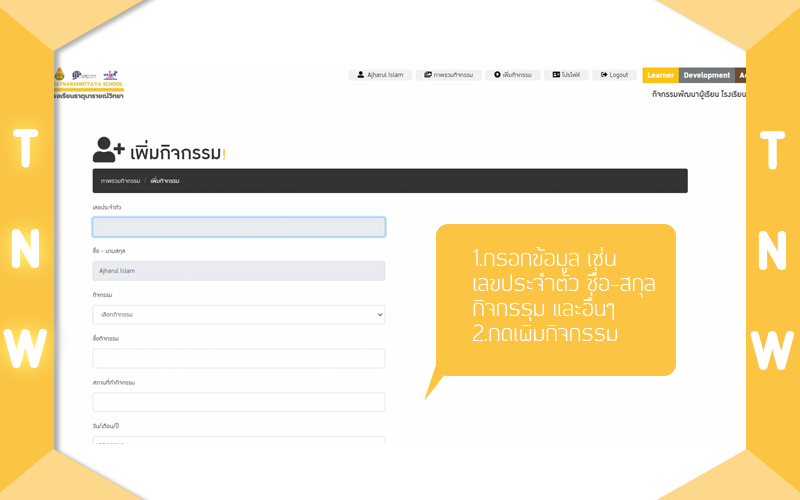 T
N
W
Ajharul Islam
ภาพรวมกิจกรรม
เพิ่มกิจกรรม
โปรไฟล์
Logout
Learner
Development
โรงเรียนธาตุนารายณ์วิทยา
กิจกรรมพัฒนาผู้เรียน โรงเรียน
เพิ่มกิจกรรม!
ภาพรวมกิจกรรม / เพิ่มกิจกรรม
เลขประจำตัว
ชื่อ - นามสกุล
Ajharul Islam
กิจกรรม
เลือกกิจกรรม
ชื่อกิจกรรม
สถานที่ทำกิจกรรม
วัน/เดือน/ปี
1.กรอกข้อมูล เช่น
เลขประจำตัว ชื่อ-สกุล
กิจกรรม และอื่นๆ
2.กดเพิ่มกิจกรรม
T
N
W